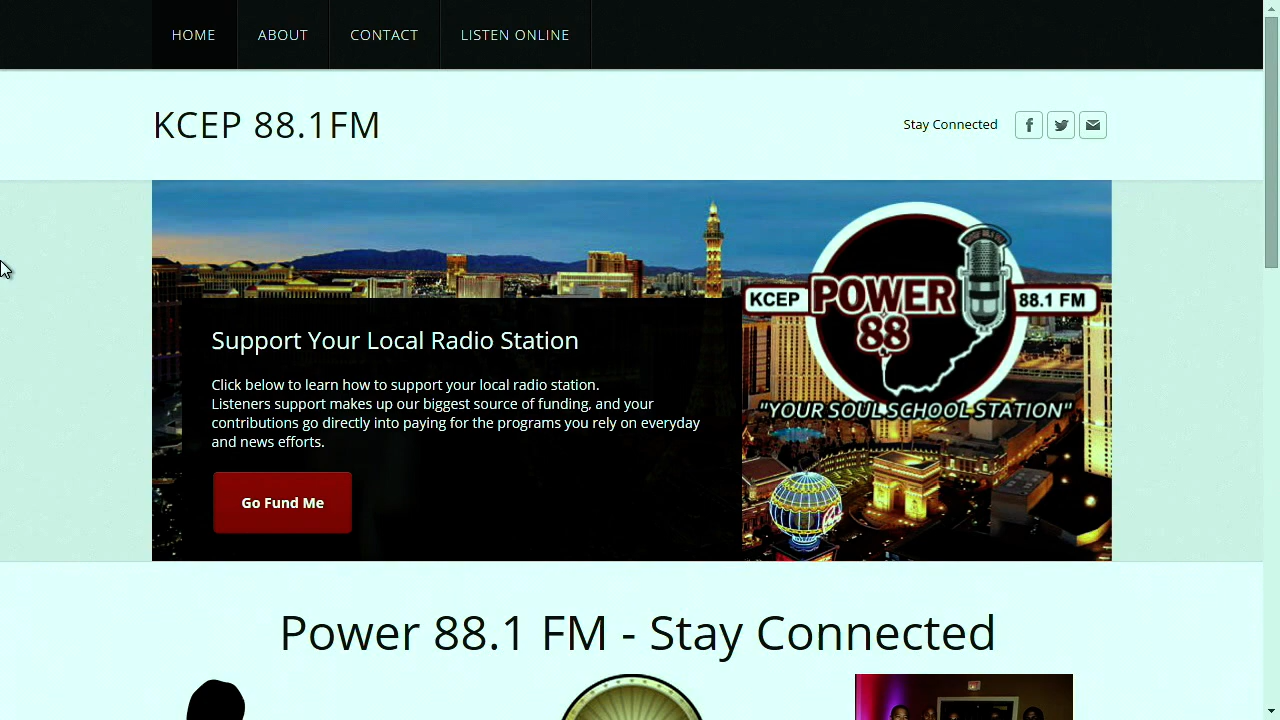 HOME ABOUT CONTACT LISTEN ONLINE
KCEP 88.1FM
Stay Connected
KCEP POWER 88.1 FM
88
"YOUR SOUL SCHOOL STATION"
Support Your Local Radio Station
Click below to learn how to support your local radio station.
Listeners support makes up our biggest source of funding, and your
contributions go directly into paying for the programs you rely on everyday
and news efforts.
Go Fund Me
Power 88.1 FM - Stay Connected